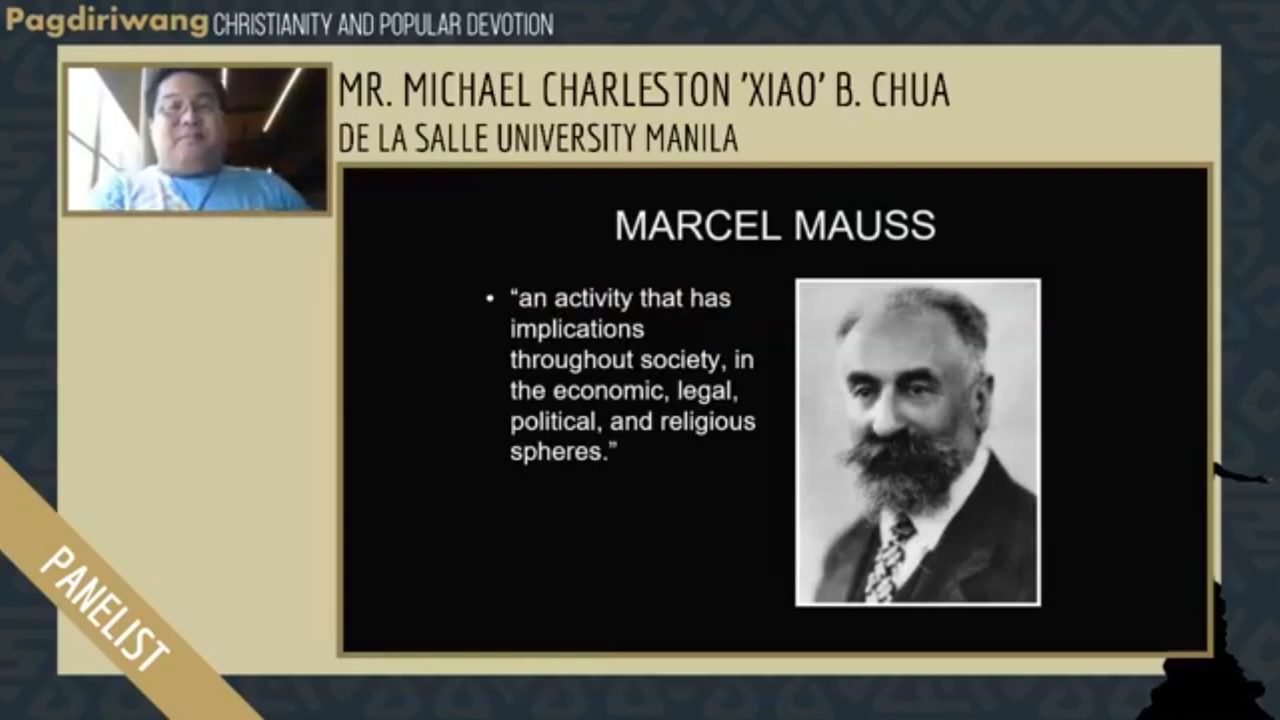 Pagdiriwang CHRISTIANITY AND POPULAR DEVOTION
MR. MICHAEL CHARLESTON 'XIAO' B. CHUA
DE LA SALLE UNIVERSITY MANILA
MARCEL MAUSS
• “an activity that has
implications
throughout society, in
the economic, legal,
political, and religious
spheres.”
PANELIST